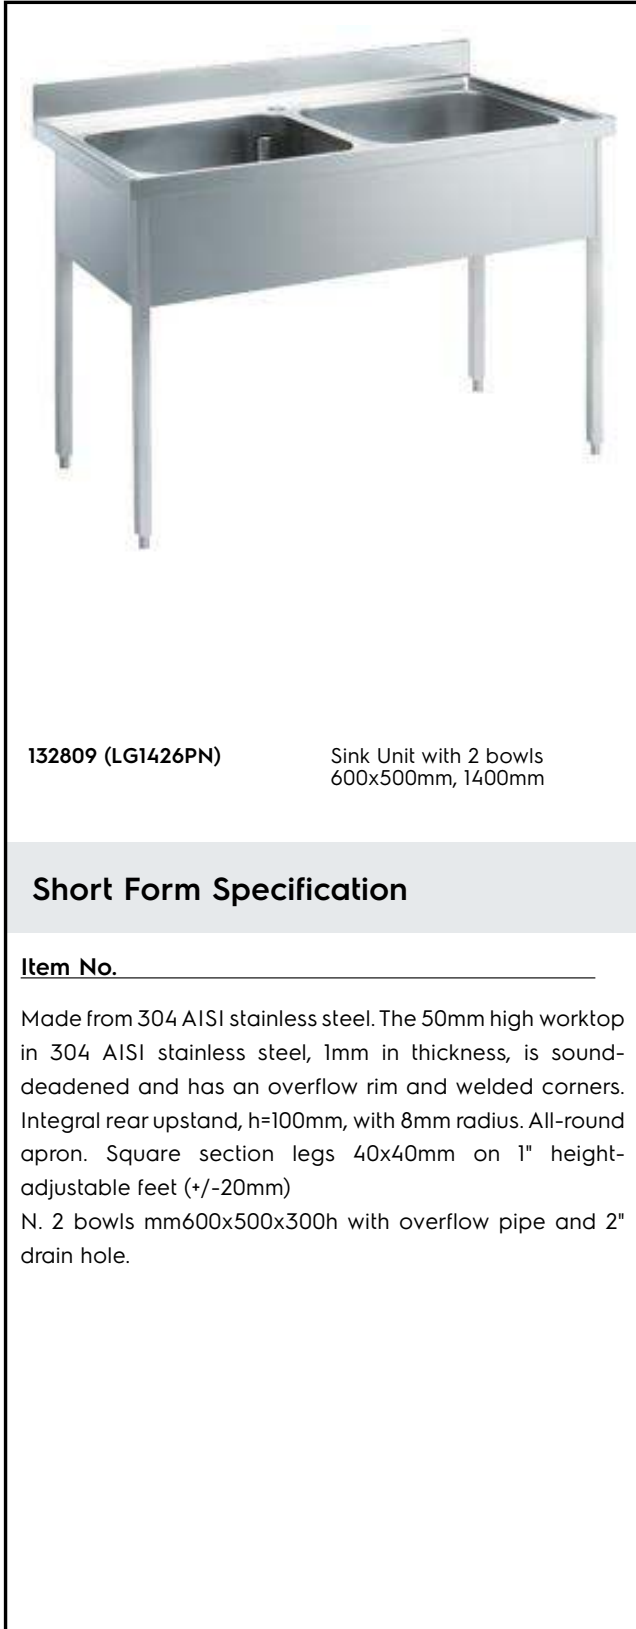 132809 (LG1426PN)
Sink Unit with 2 bowls
600x500mm, 1400mm
Short Form Specification
Item No.
Made from 304 AISI stainless steel. The 50mm high worktop
in 304 AISI stainless steel, 1mm in thickness, is sound-
deadened and has an overflow rim and welded corners.
Integral rear upstand, h=100mm, with 8mm radius. All-round
apron. Square section legs 40x40mm on 1" height-
adjustable feet (+/-20mm)
N. 2 bowls mm600x500x300h with overflow pipe and 2"
drain hole.